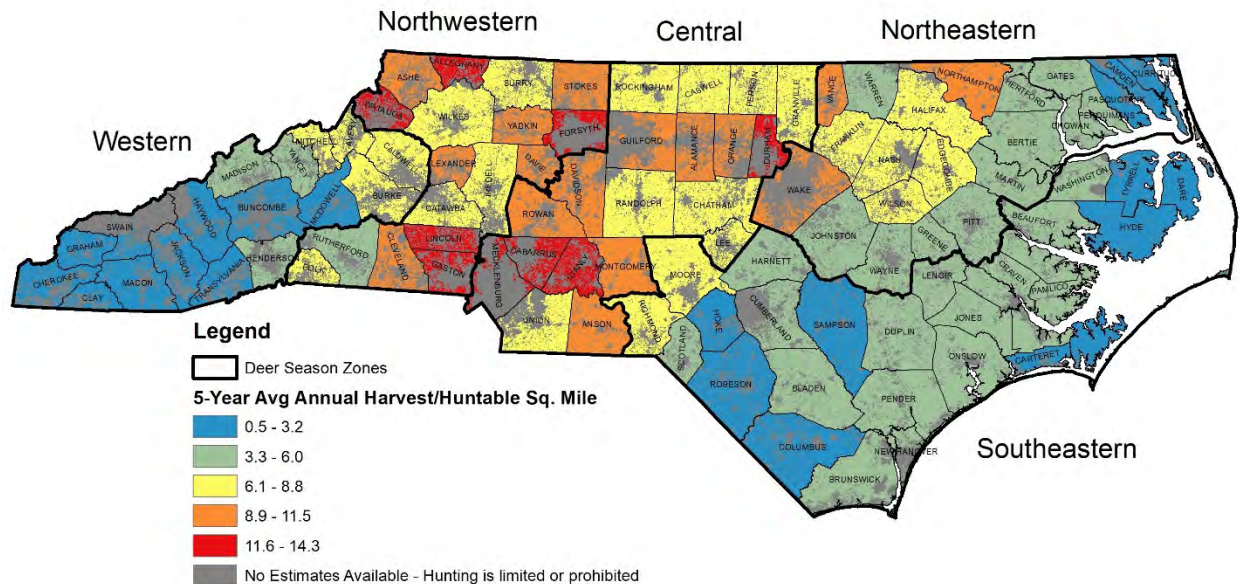 Northwestern
Central
Northeastern
Western
Southeastern
ASHE
ALLEGHANY
SURRY
STOKES
ROCKINGHAM
CASWELL
PERSON
GRANVILLE
VANCE
WARREN
NORTHAMPTON
HERTFORD
GATES
CAMDEN
CURRITUC
PASQUOTANK
PERQUIMANS
CHOWAN
WATAUGA
WILKES
YADKIN
FORSYTH
GUILFORD
ALAMANCE
ORANGE
DURHAM
FRANKLIN
HALIFAX
BERTIE
MITCHELL
AVERY
CALDWELL
LEXANDER
IREDELL
DAVIE
DAVIDSON
NASH
EDGECOMBE
MARTIN
WASHINGTON
TYRRELL
DARE
MADISON
YANCEY
BURKE
CATAWBA
ROWAN
RANDOLPH
CHATHAM
WAKE
WILSON
PITT
BEAUFORT
HYDE
SWAIN
HAYWOOD
BUNCOMBE
MCDOWELL
RUTHERFORD
CLEVELAND
LINCOLN
GASTON
CABARRUS
STANLY
MONTGOMERY
MOORE
LEE
HARNETT
JOHNSTON
GREENE
WAYNE
LENOIR
CRAVEN
PAMLICO
GRAHAM
CHEROKEE
CLAY
MACON
JACKSON
TRANSYLVANIA
HENDERSON
POLK
MECKLENBURG
UNION
ANSON
RICHMOND
SCOTLAND
HOKE
CUMBERLAND
SAMPSON
DUPLIN
JONES
ONSLOW
CARTERET
ROBESON
BLADEN
PENDER
COLUMBUS
BRUNSWICK
NEW HANOVER
Legend
Deer Season Zones
5-Year Avg Annual Harvest/Huntable Sq. Mile
0.5 - 3.2
3.3 - 6.0
6.1 - 8.8
8.9 - 11.5
11.6 - 14.3
No Estimates Available - Hunting is limited or prohibited